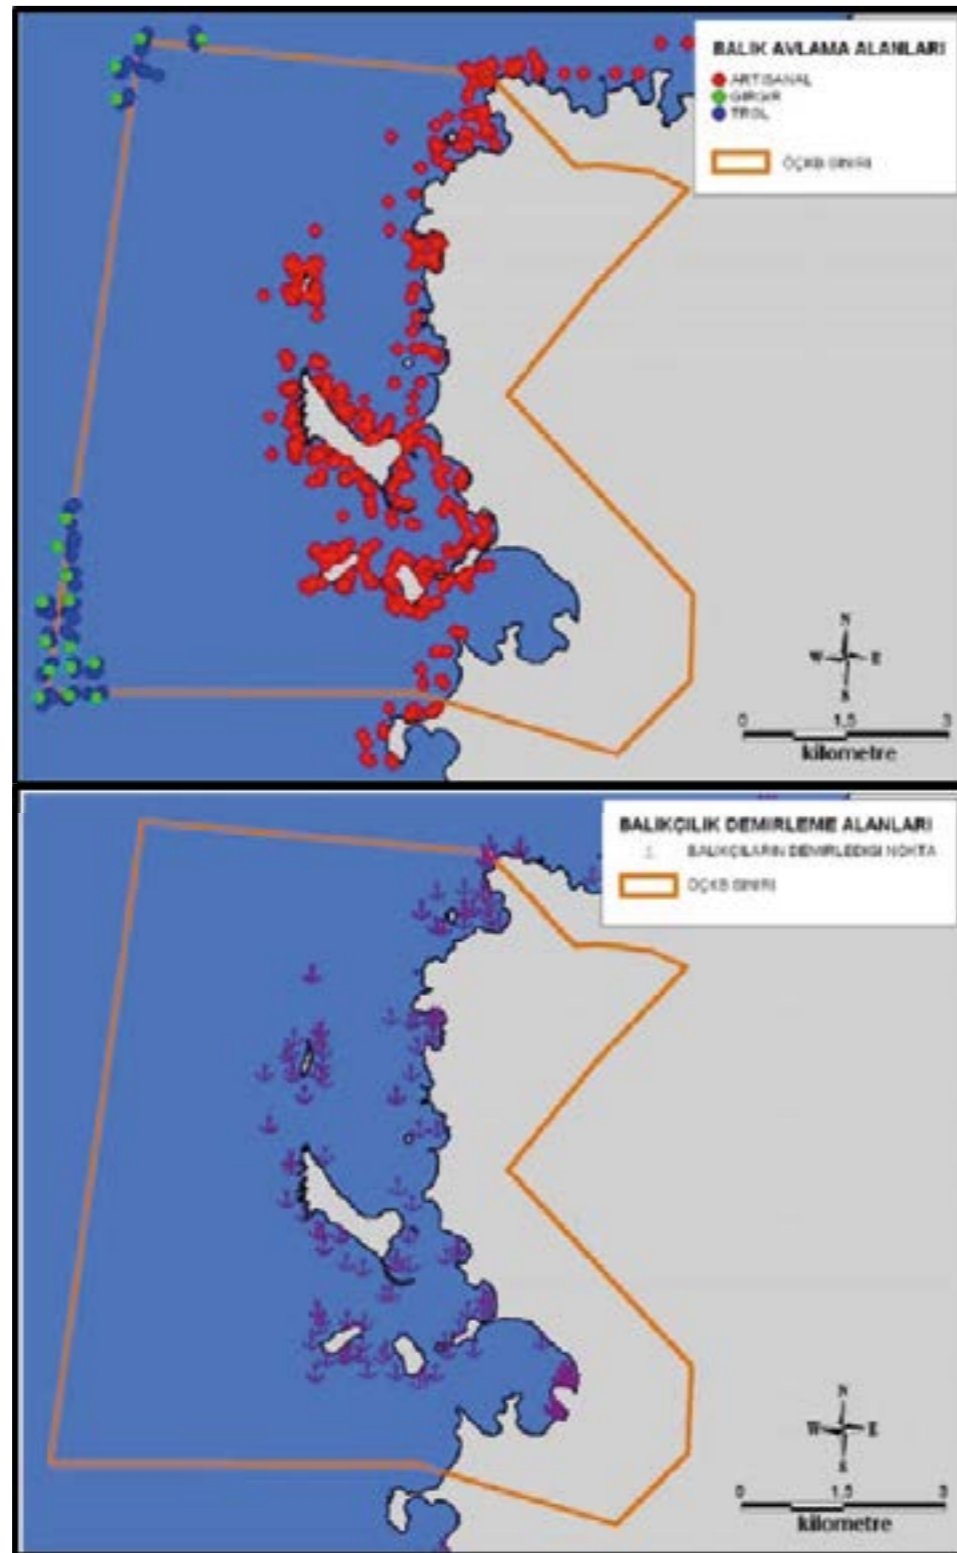 BALIK AVLAMA ALANLARI
ARTISANAL
GIRGIR
TROL
ÖÇKB SINIRI
N
W E
S
0 1,5 3
kilometre
BALIKÇILIK DEMIRLEME ALANLARI
BALIKÇILARIN DEMIRLEDIGI NOKTA
ÖÇKB SINIRI
N
W E
S
0 1,5 3
kilometre